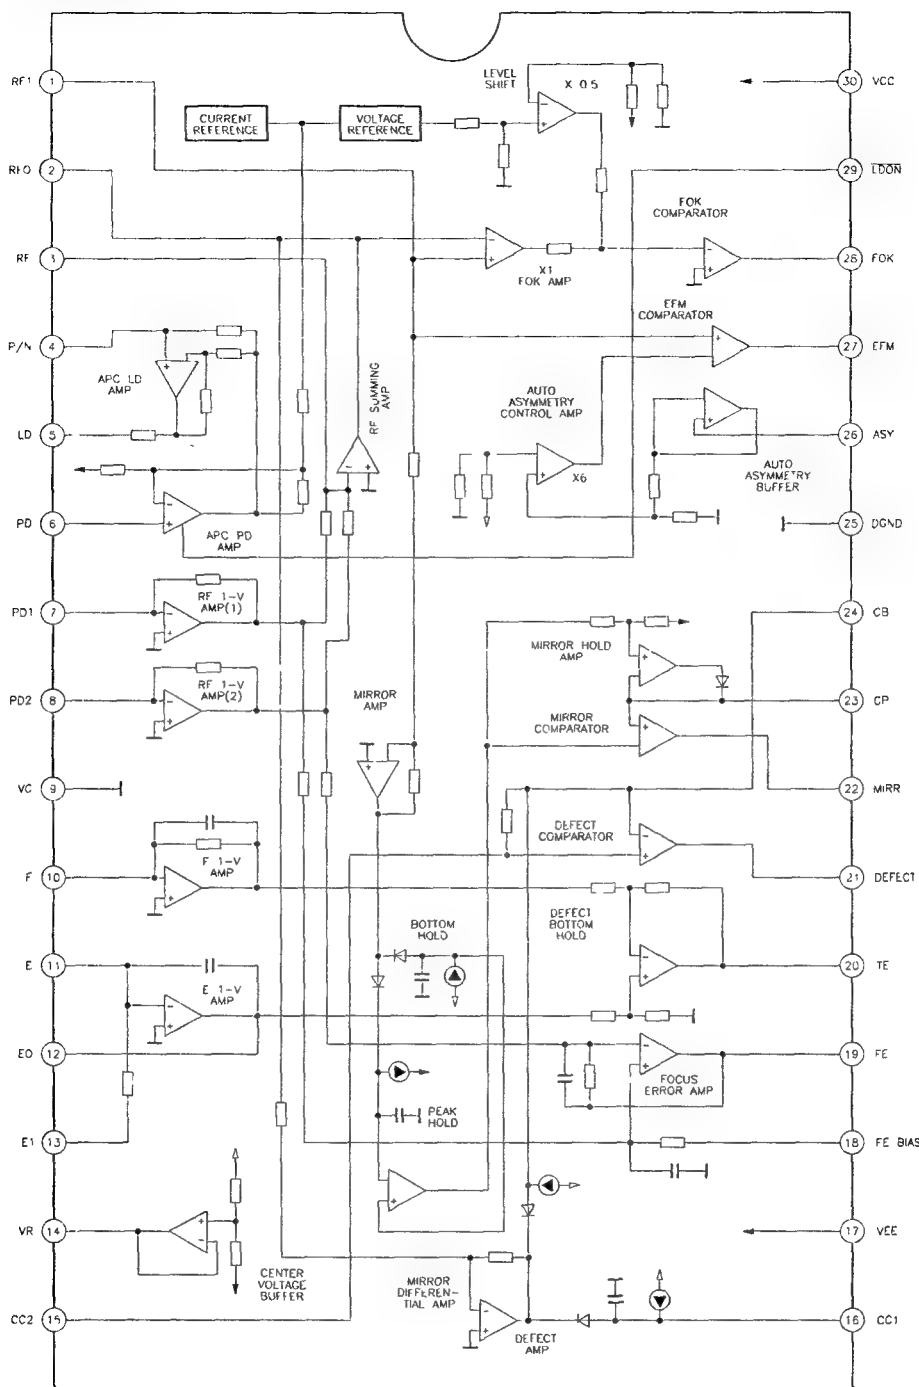 RF1
1
LEVEL
SHIFT
X 0.5
30
VCC
CURRENT
REFERENCE
VOLTAGE
REFERENCE
RFO
2
29
LDON
FOK
COMPARATOR
RF
3
X1
FOK AMP
28
FOK
EFM
COMPARATOR
P/N
4
27
EFM
APC LD
AMP
RF SUMMING
AMP
AUTO
ASYMMETRY
CONTROL AMP
LD
5
26
ASY
X6
AUTO
ASYMMETRY
BUFFER
PD
6
APC PD
AMP
25
DGND
PD1
7
RF 1-V
AMP(1)
24
CB
MIRROR HOLD
AMP
PD2
8
RF 1-V
AMP(2)
MIRROR
AMP
23
CP
MIRROR
COMPARATOR
VC
9
22
MIRR
DEFECT
COMPARATOR
F
10
F 1-V
AMP
21
DEFECT
BOTTOM
HOLD
DEFECT
BOTTOM
HOLD
E
11
E 1-V
AMP
20
TE
EO
12
19
FE
FOCUS
ERROR AMP
PEAK
HOLD
E1
13
18
FE BIAS
VR
14
17
VEE
CENTER
VOLTAGE
BUFFER
MIRROR
DIFFEREN-
TIAL AMP
CC2
15
DEFECT
AMP
16
CC1